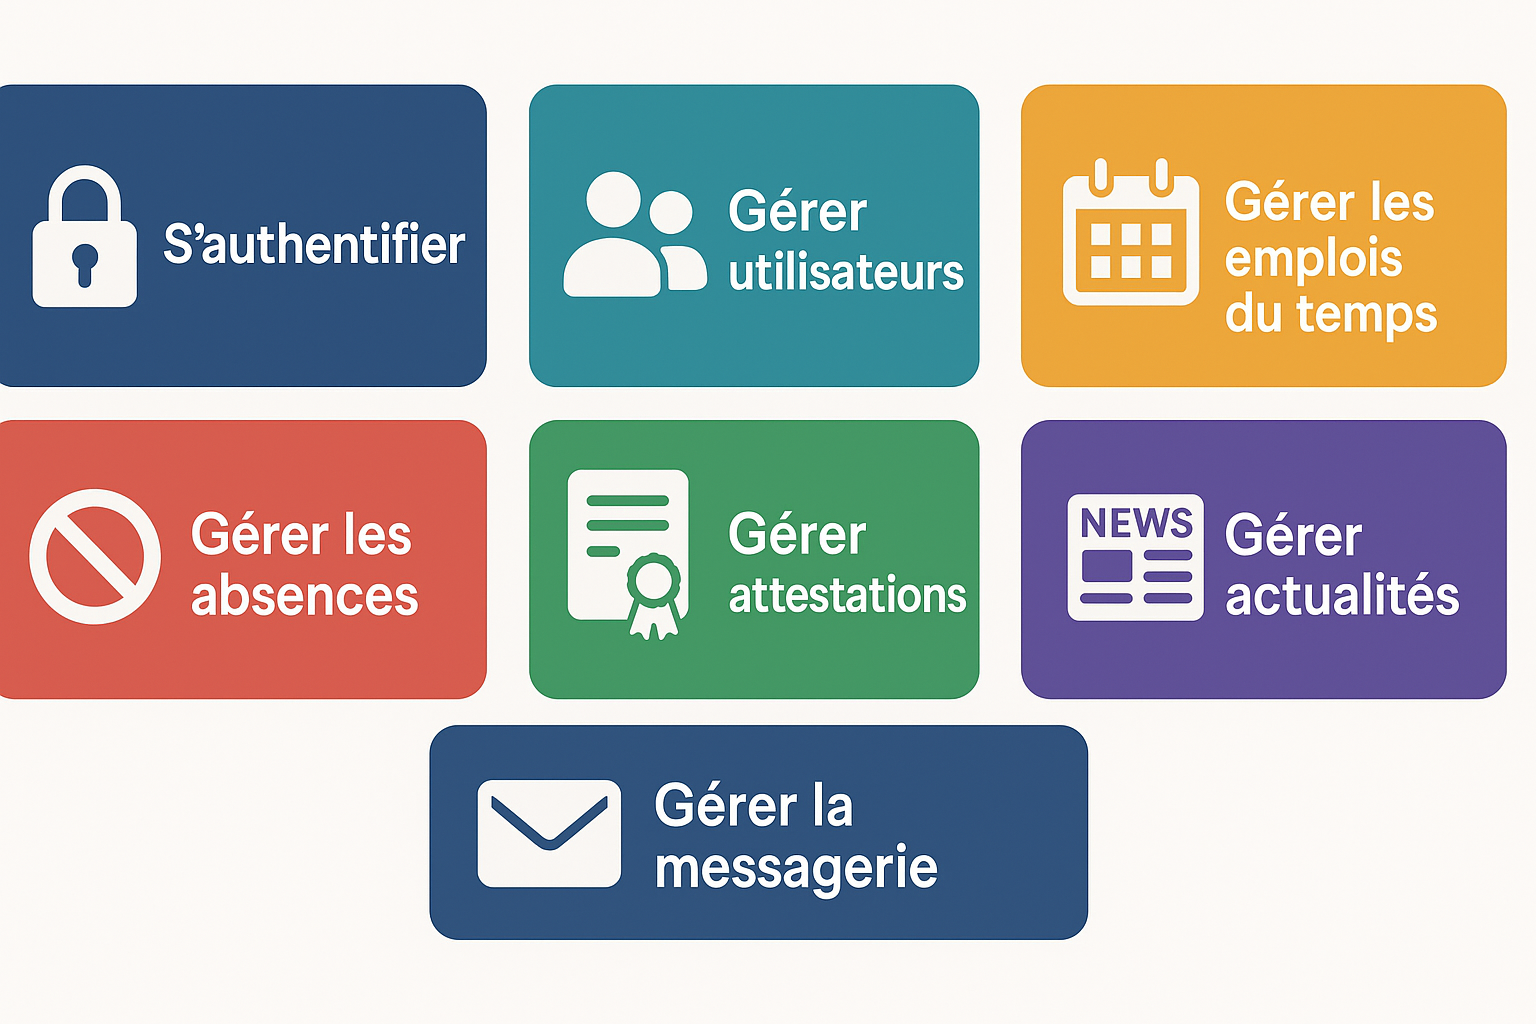 S’authentifier
Gérer
utilisateurs
Gérer les
emplois
du temps
Gérer les
absences
Gérer
attestations
NEWS
Gérer
actualités
Gérer la
messagerie